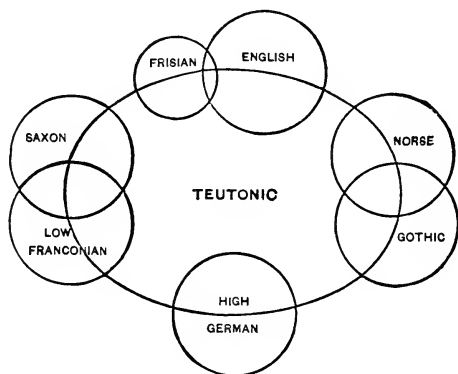 FRISIAN
ENGLISH
SAXON
NORSE
TEUTONIC
LOW
FRANCONIAN
GOTHIC
HIGH
GERMAN